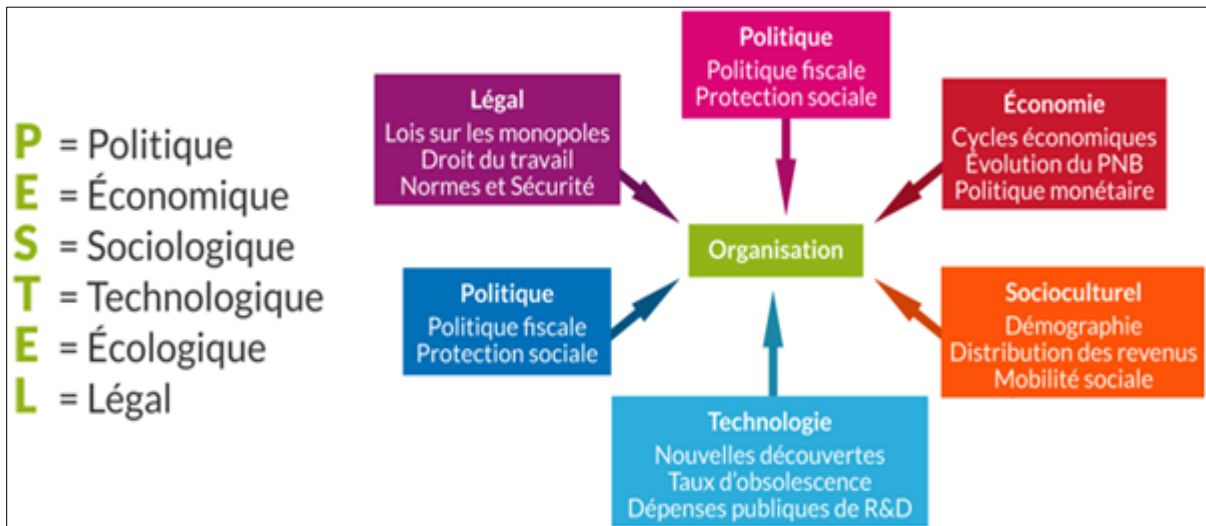 P = Politique
E = Économique
S = Sociologique
T = Technologique
E = Écologique
L = Légal
Politique
Politique fiscale
Protection sociale
Légal
Lois sur les monopoles
Droit du travail
Normes et Sécurité
Économie
Cycles économiques
Évolution du PNB
Politique monétaire
Organisation
Politique
Politique fiscale
Protection sociale
Socioculturel
Démographie
Distribution des revenus
Mobilité sociale
Technologie
Nouvelles découvertes
Taux d'obsolescence
Dépenses publiques de R&D